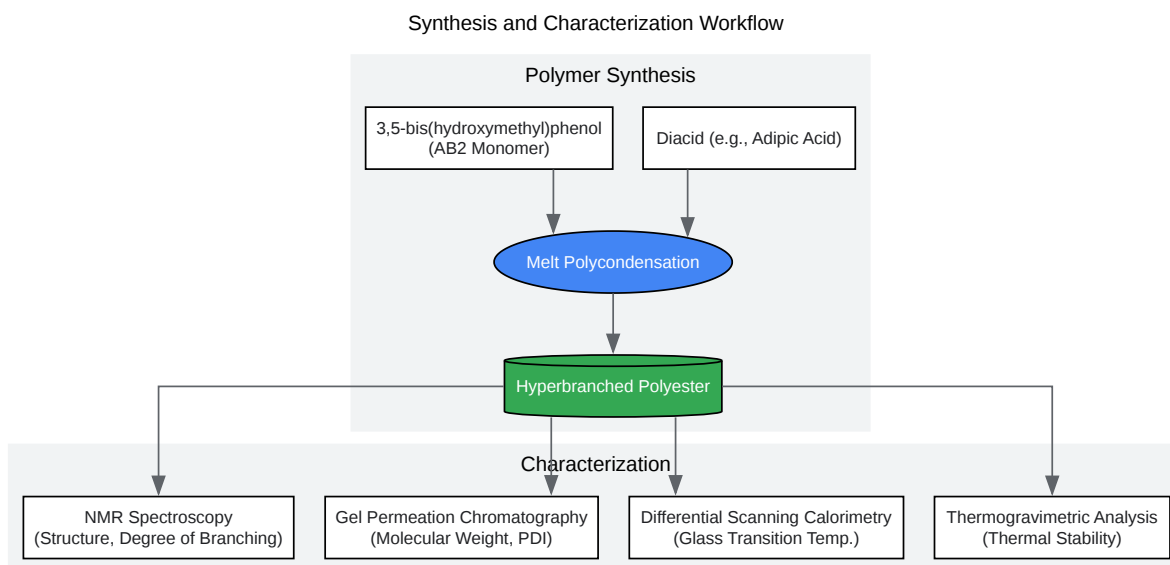 Synthesis and Characterization Workflow
Polymer Synthesis
3,5-bis(hydroxymethyl)phenol
(AB2 Monomer)
Diacid (e.g., Adipic Acid)
Melt Polycondensation
Hyperbranched Polyester
Characterization
NMR Spectroscopy
(Structure, Degree of Branching)
Gel Permeation Chromatography
(Molecular Weight, PDI)
Differential Scanning Calorimetry
(Glass Transition Temp.)
Thermogravimetric Analysis
(Thermal Stability)